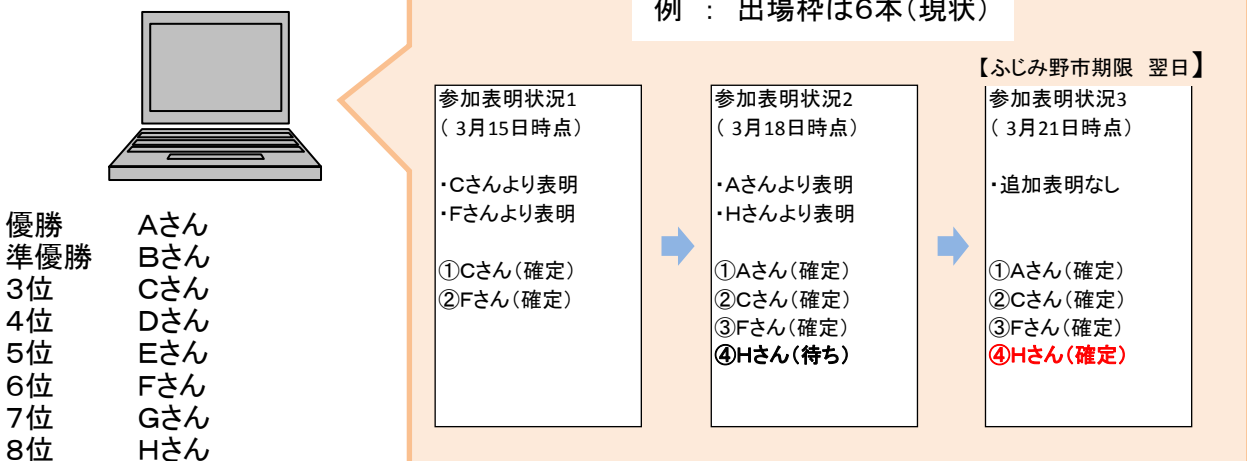 例 ： 出場枠は6本（現状）
【ふじみ野市期限 翌日】
参加表明状況1
（ 3月15日時点）
・Cさんより表明
・Fさんより表明
①Cさん（確定）
②Fさん（確定）
参加表明状況2
（ 3月18日時点）
・Aさんより表明
・Hさんより表明
①Aさん（確定）
②Cさん（確定）
③Fさん（確定）
④Hさん（待ち）
参加表明状況3
（ 3月21日時点）
・追加表明なし
①Aさん（確定）
②Cさん（確定）
③Fさん（確定）
④Hさん（確定）
優勝 Aさん
準優勝 Bさん
3位 Cさん
4位 Dさん
5位 Eさん
6位 Fさん
7位 Gさん
8位 Hさん